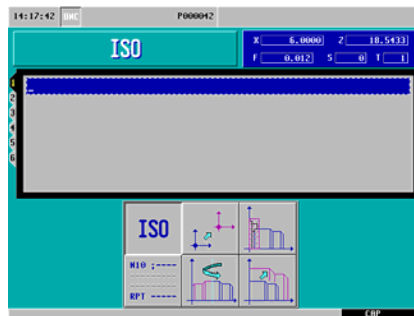 14:17:42 DNC P000042
ISO
X 6.0000 Z 18.5433
F 0.012 S 0 T 1
1
2
3
4
5
6
ISO
N10 ;----
RPT -----
CAP